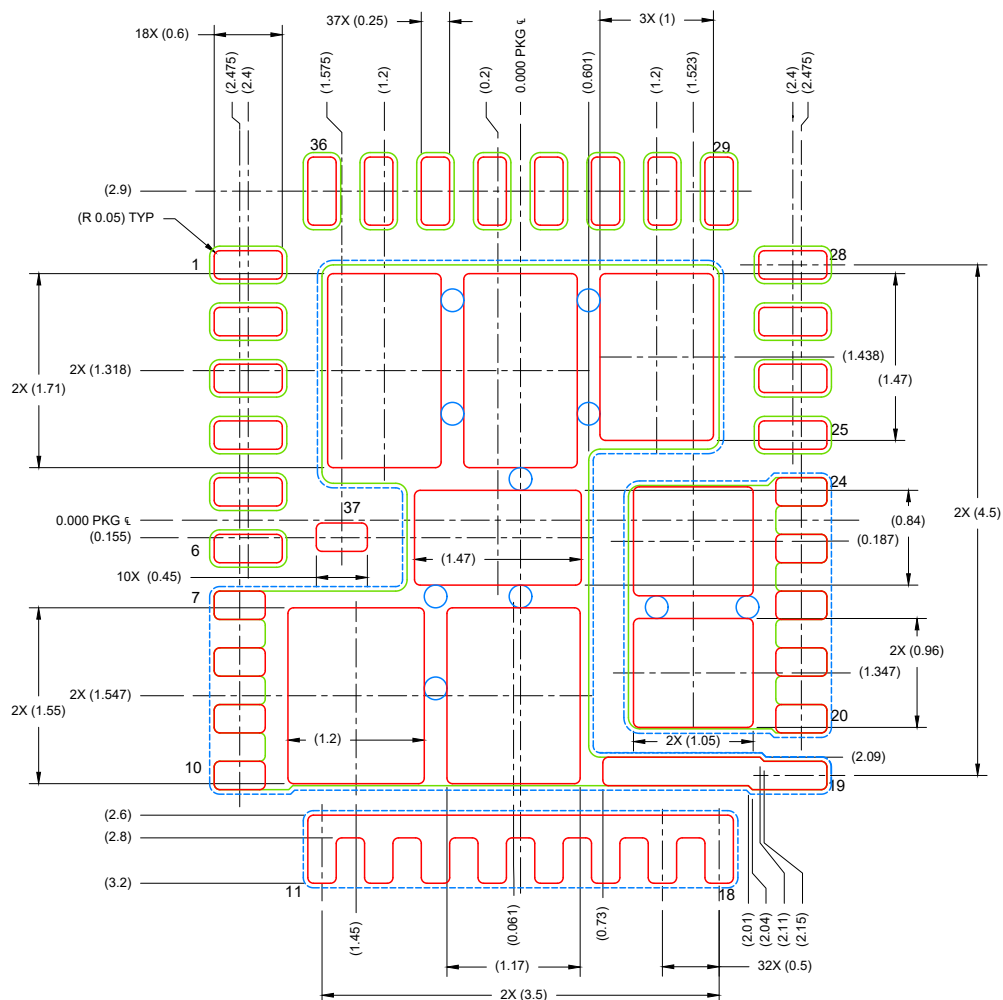 18X (0.6)
37X (0.25)
3X (1)
(2.475)
(2.4)
(1.575)
(1.2)
(0.2)
0.000 PKG ℄
(0.601)
(1.2)
(1.523)
(2.4)
(2.475)
36
29
(2.9)
(R 0.05) TYP
1
28
2X (1.318)
2X (1.71)
(1.438)
(1.47)
25
24
37
0.000 PKG ℄
(0.155)
(0.84)
(0.187)
2X (4.5)
6
(1.47)
10X (0.45)
7
2X (0.96)
(1.347)
2X (1.547)
2X (1.55)
20
(1.2)
2X (1.05)
10
(2.09)
19
(2.6)
(2.8)
(3.2)
11
18
(1.45)
(0.061)
(0.73)
(2.01)
(2.04)
(2.11)
(2.15)
(1.17)
32X (0.5)
2X (3.5)